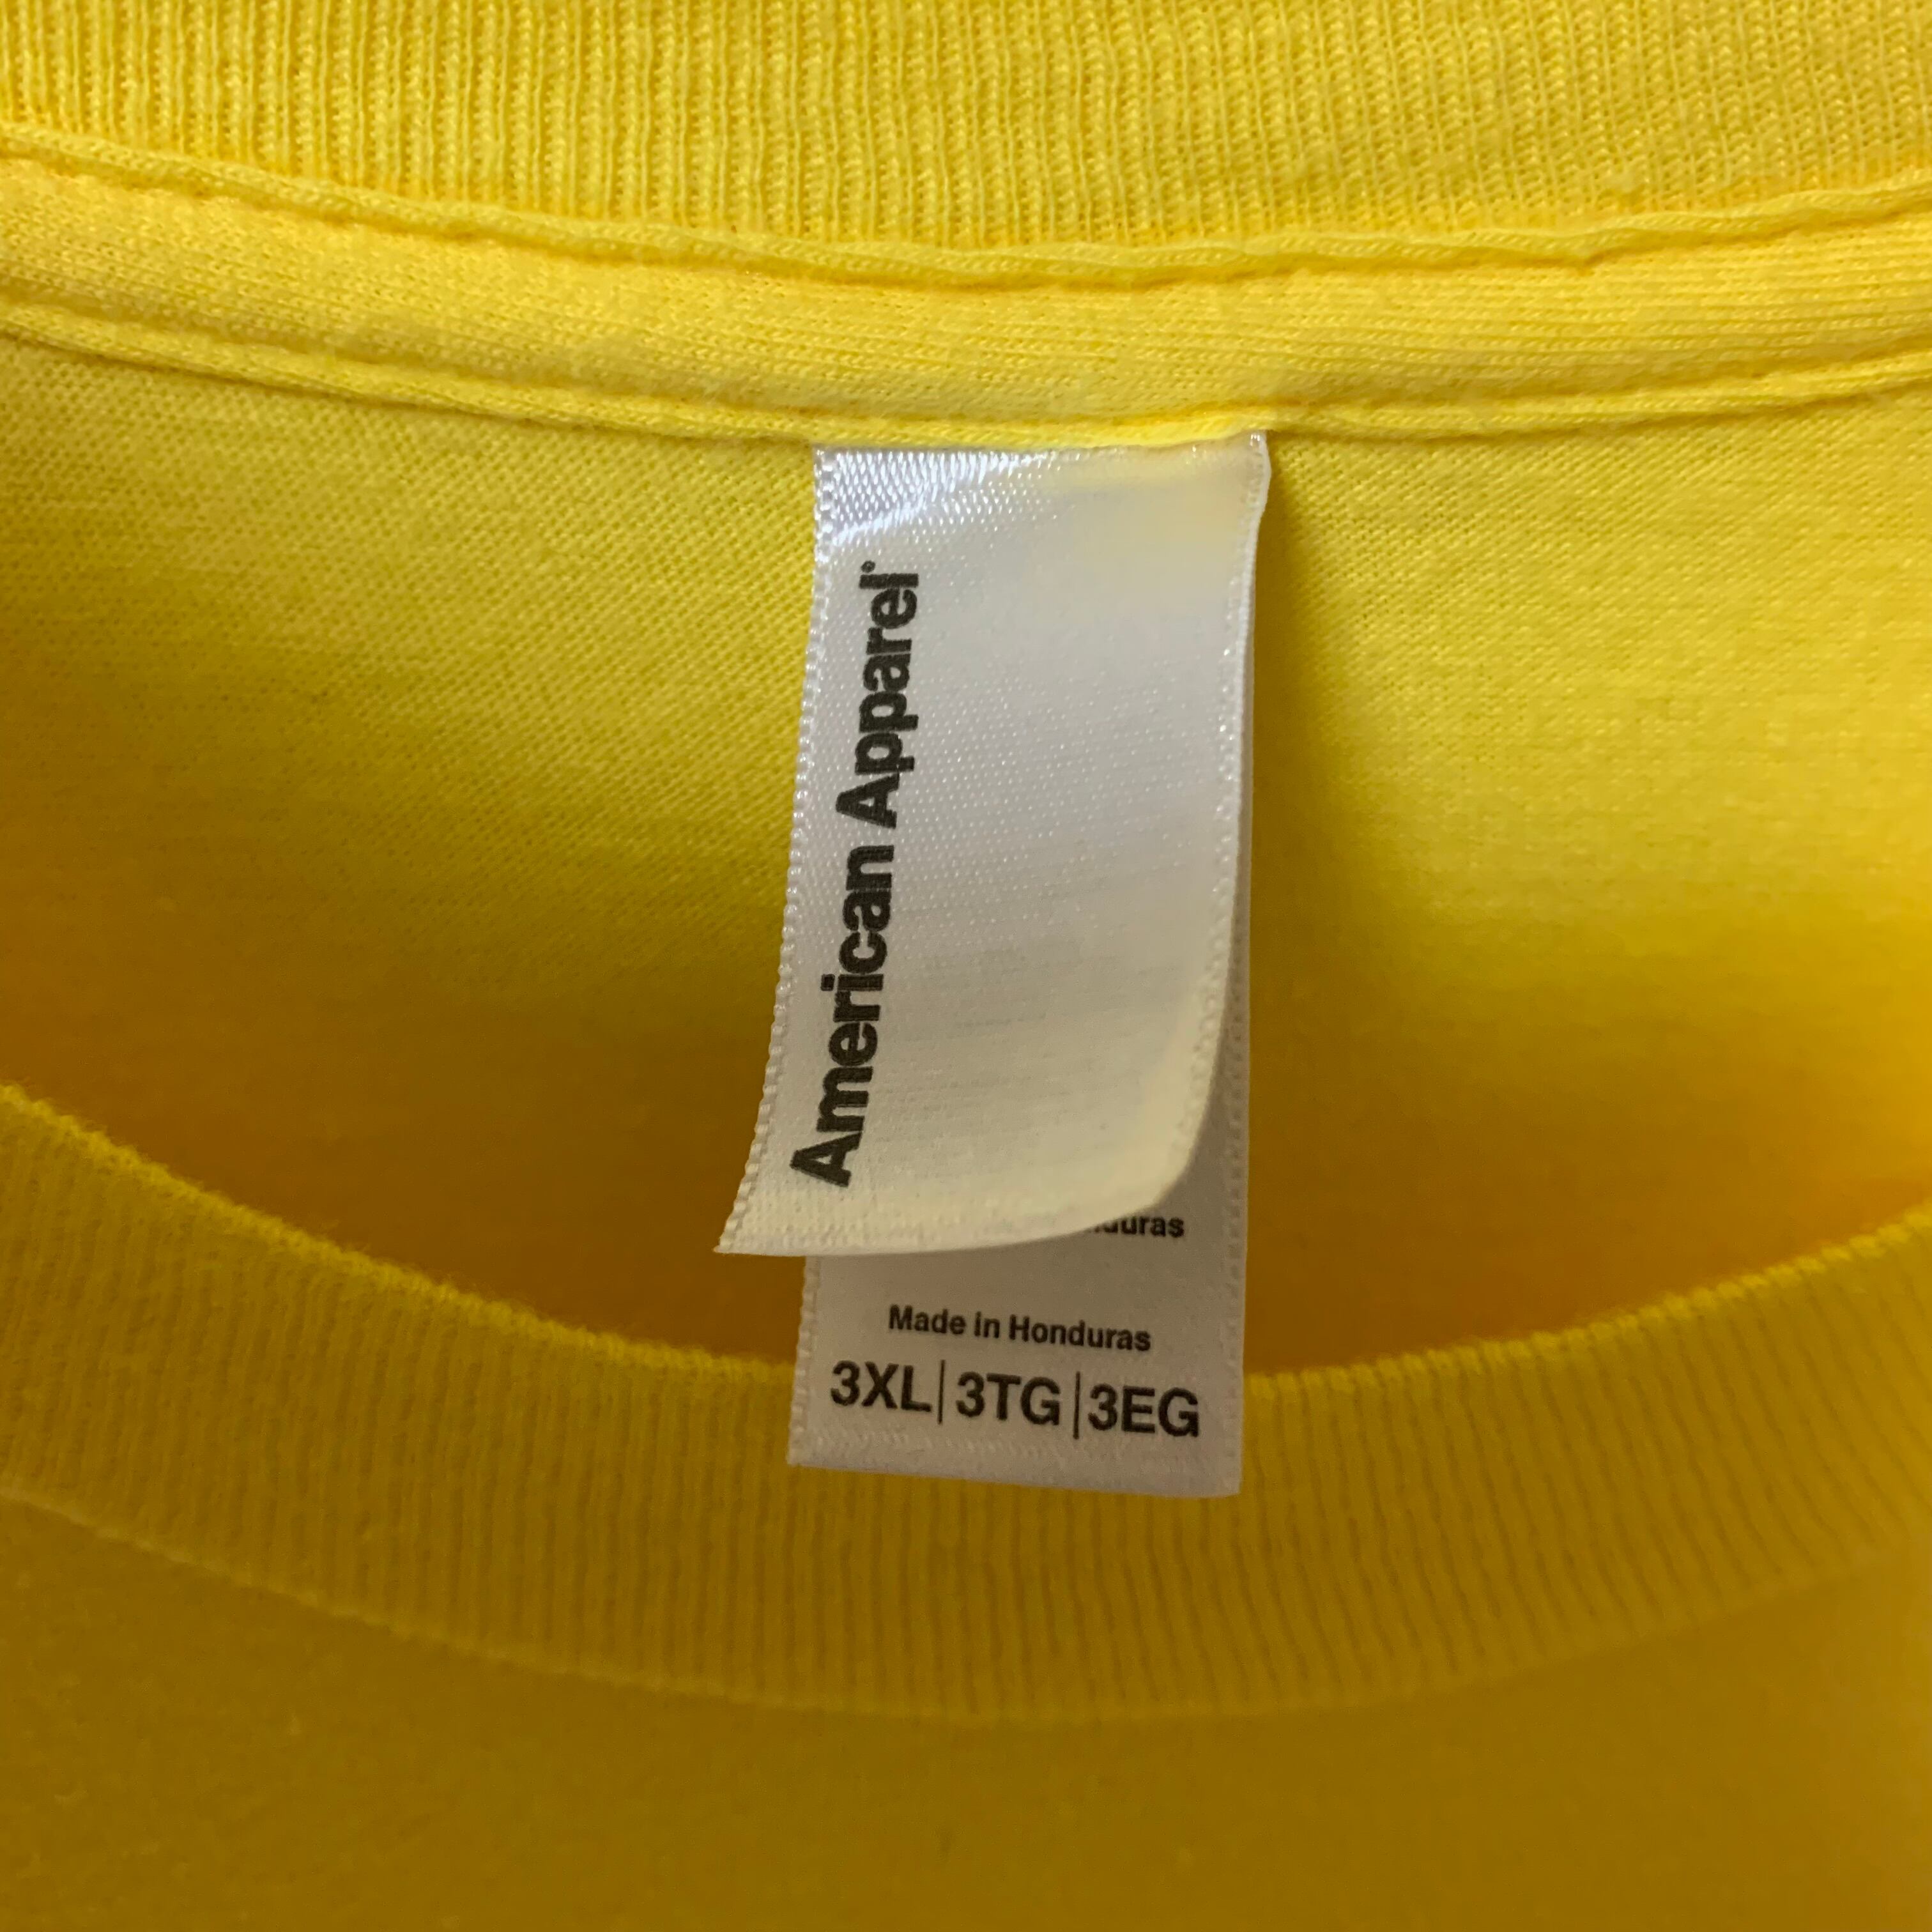 American Apparel®
Made in Honduras
3XL|3TG|3EG